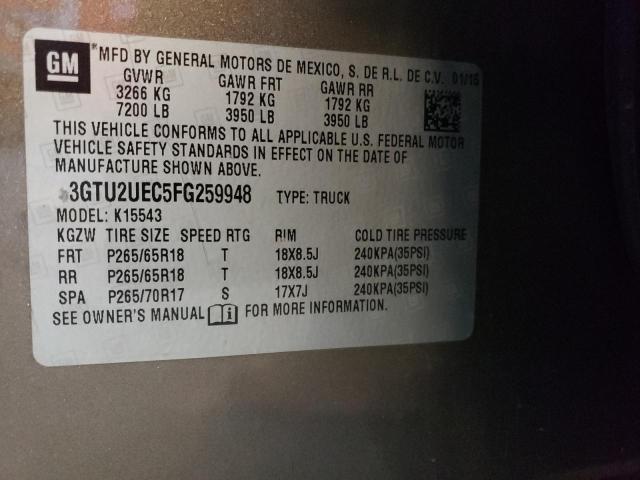 GM
*MFD BY GENERAL MOTORS DE MEXICO, S. DE R.L. DE C.V. 01/15
GVWR GAWR FRT GAWR RR
3266 KG 1792 KG 1792 KG
7200 LB 3950 LB 3950 LB
THIS VEHICLE CONFORMS TO ALL APPLICABLE U.S. FEDERAL MOTOR
VEHICLE SAFETY STANDARDS IN EFFECT ON THE DATE OF
MANUFACTURE SHOWN ABOVE.
3GTU2UEC5FG259948 TYPE: TRUCK
MODEL: K15543
KGZW TIRE SIZE SPEED RTG RIM COLD TIRE PRESSURE
FRT P265/65R18 T 18X8.5J 240KPA(35PSI)
RR P265/65R18 T 18X8.5J 240KPA(35PSI)
SPA P265/70R17 S 17X7J 240KPA(35PSI)
SEE OWNER'S MANUAL i FOR MORE INFORMATION.